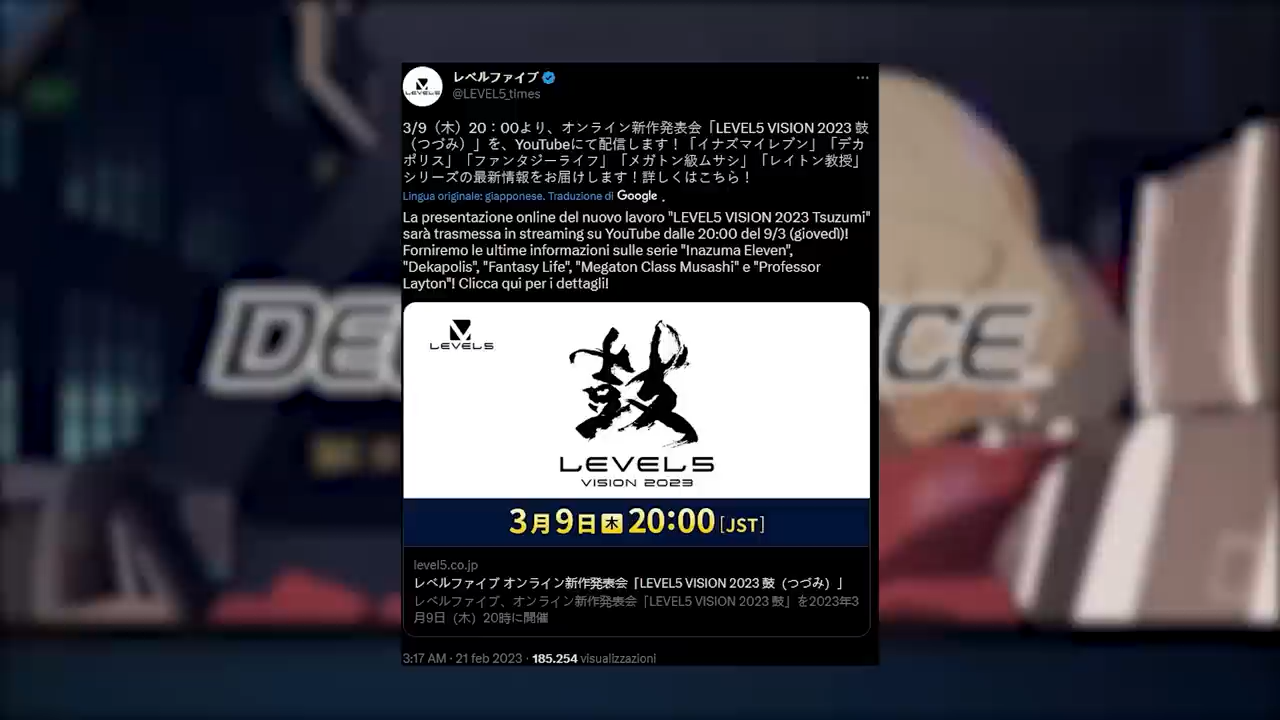 レベルファイブ
@LEVEL5_times
3/9（木）20：00より、オンライン新作発表会「LEVEL5 VISION 2023 鼓
（つづみ）」を、YouTubeにて配信します！「イナズマイレブン」「デカ
ポリス」「ファンタジーライフ」「メガトン級ムサシ」「レイトン教授」
シリーズの最新情報をお届けします！詳しくはこちら！
Lingua originale: giapponese. Traduzione di Google .
La presentazione online del nuovo lavoro "LEVEL5 VISION 2023 Tsuzumi"
sarà trasmessa in streaming su YouTube dalle 20:00 del 9/3 (giovedì)!
Forniremo le ultime informazioni sulle serie "Inazuma Eleven",
"Dekapolis", "Fantasy Life", "Megaton Class Musashi" e "Professor
Layton"! Clicca qui per i dettagli!
LEVEL5
鼓
LEVEL5
VISION 2023
3月9日木20:00[JST]
level5.co.jp
レベルファイブ オンライン新作発表会「LEVEL5 VISION 2023 鼓（つづみ）」
レベルファイブ、オンライン新作発表会「LEVEL5 VISION 2023 鼓」を2023年3
月9日（木）20時に開催
3:17 AM · 21 feb 2023 · 185.254 visualizzazioni
DE
CE